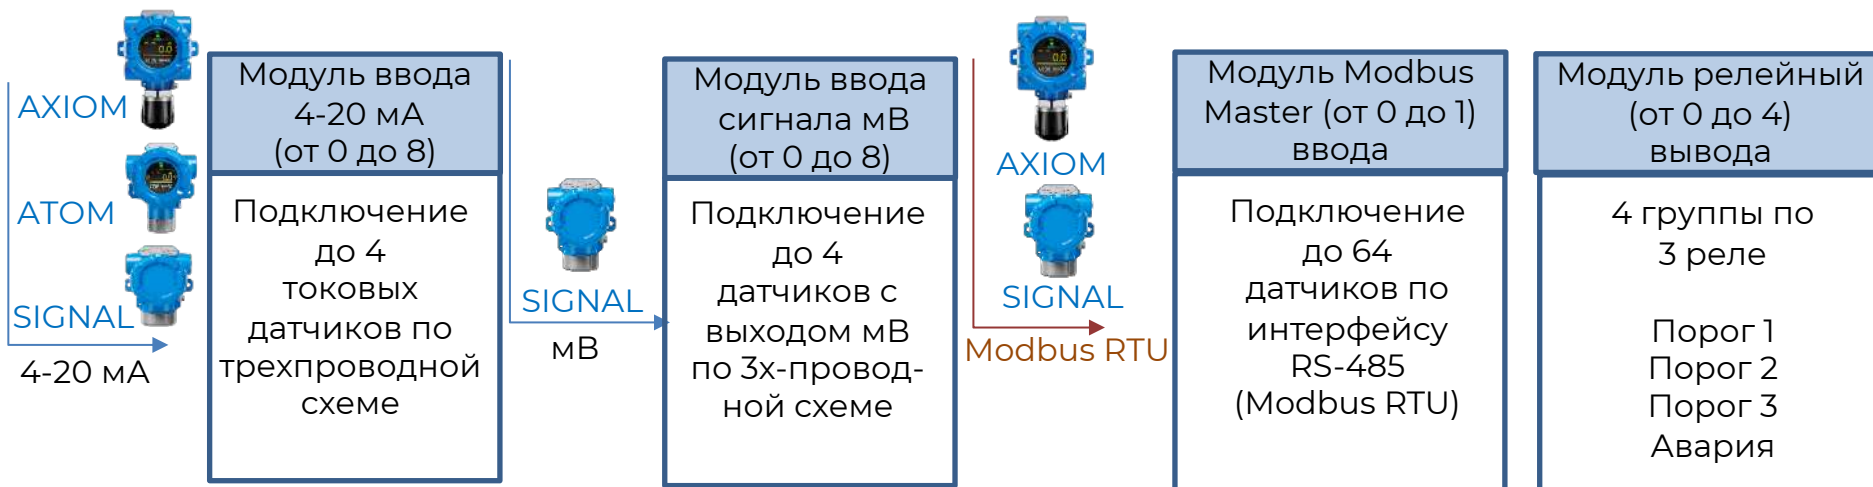 AXIOM
ATOM
SIGNAL
4-20 мА
Модуль ввода
4-20 мА
(от 0 до 8)
Подключение
до 4
токовых
датчиков по
трехпроводной
схеме
SIGNAL
мВ
Модуль ввода
сигнала мВ
(от 0 до 8)
Подключение
до 4
датчиков с
выходом мВ
по 3х-провод-
ной схеме
AXIOM
SIGNAL
Modbus RTU
Модуль Modbus
Master (от 0 до 1)
ввода
Подключение
до 64
датчиков по
интерфейсу
RS-485
(Modbus RTU)
Модуль релейный
(от 0 до 4)
вывода
4 группы по
3 реле
Порог 1
Порог 2
Порог 3
Авария